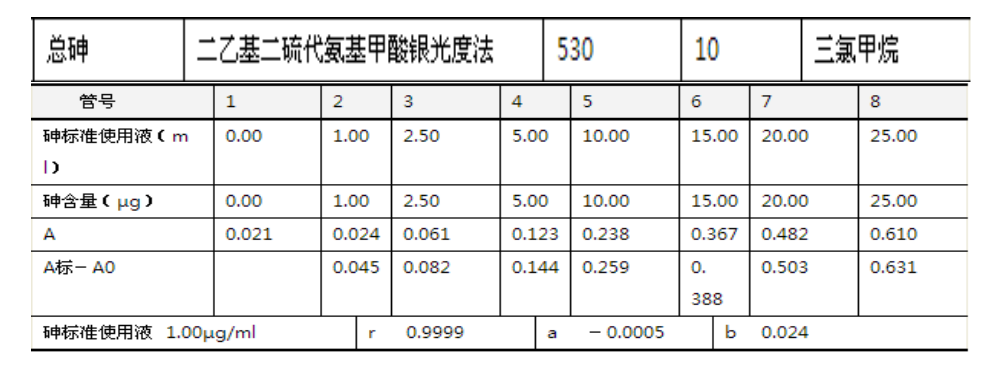 总砷 二乙基二硫代氨基甲酸银光度法 530 10 三氯甲烷
管号 1 2 3 4 5 6 7 8
砷标准使用液(m 0.00 1.00 2.50 5.00 10.00 15.00 20.00 25.00
l)
砷含量(μg) 0.00 1.00 2.50 5.00 10.00 15.00 20.00 25.00
A 0.021 0.024 0.061 0.123 0.238 0.367 0.482 0.610
A标－A0 0.045 0.082 0.144 0.259 0. 0.503 0.631
388
砷标准使用液 1.00μg/ml r 0.9999 a －0.0005 b 0.024